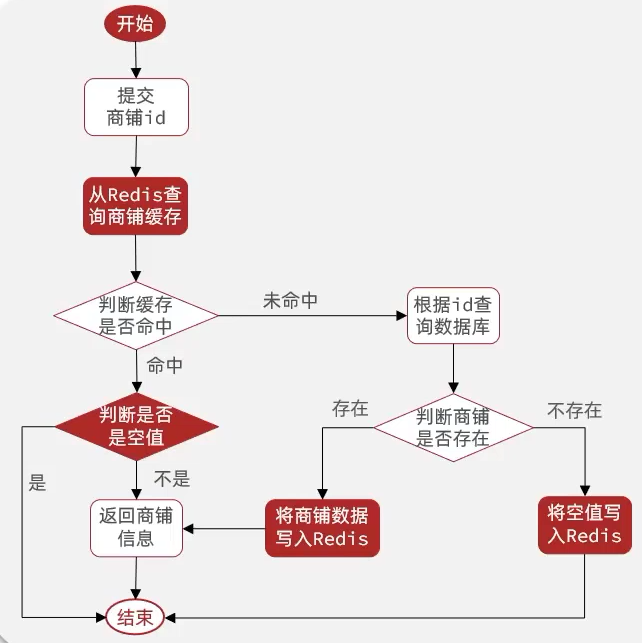 开始
提交
商铺id
从Redis查
询商铺缓存
判断缓存
是否命中
未命中
根据id查
询数据库
命中
判断是否
是空值
存在
判断商铺
是否存在
不存在
是
不是
返回商铺
信息
将商铺数据
写入Redis
将空值写
入Redis
结束